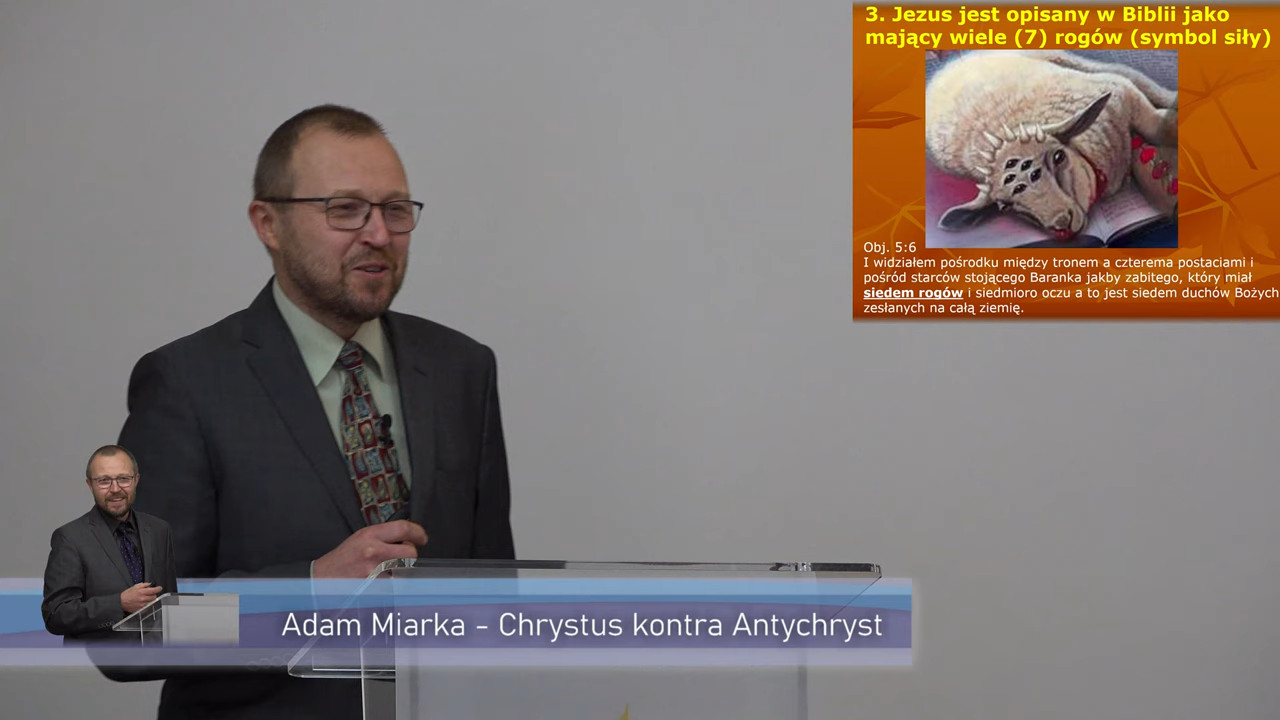 3. Jezus jest opisany w Biblii jako
mający wiele (7) rogów (symbol siły)
Obj. 5:6
I widziałem pośrodku między tronem a czterema postaciami i
pośród starców stojącego Baranka jakby zabitego, który miał
siedem rogów i siedmioro oczu a to jest siedem duchów Bożych
zesłanych na całą ziemię.
Adam Miarka - Chrystus kontra Antychryst